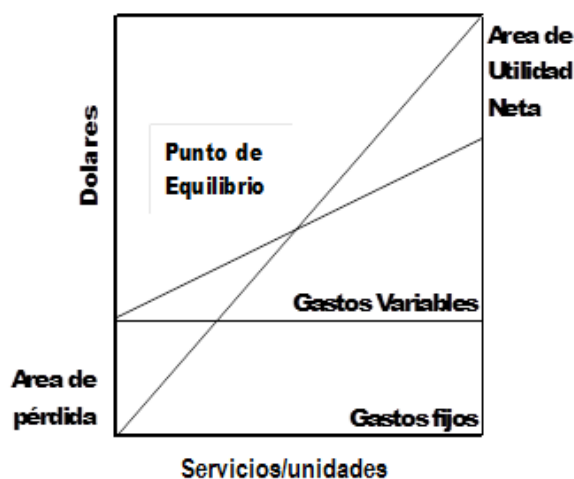 Area de
Utilidad
Neta
Dolares
Punto de
Equilibrio
Gastos Variables
Area de
pérdida
Gastos fijos
Servicios/unidades